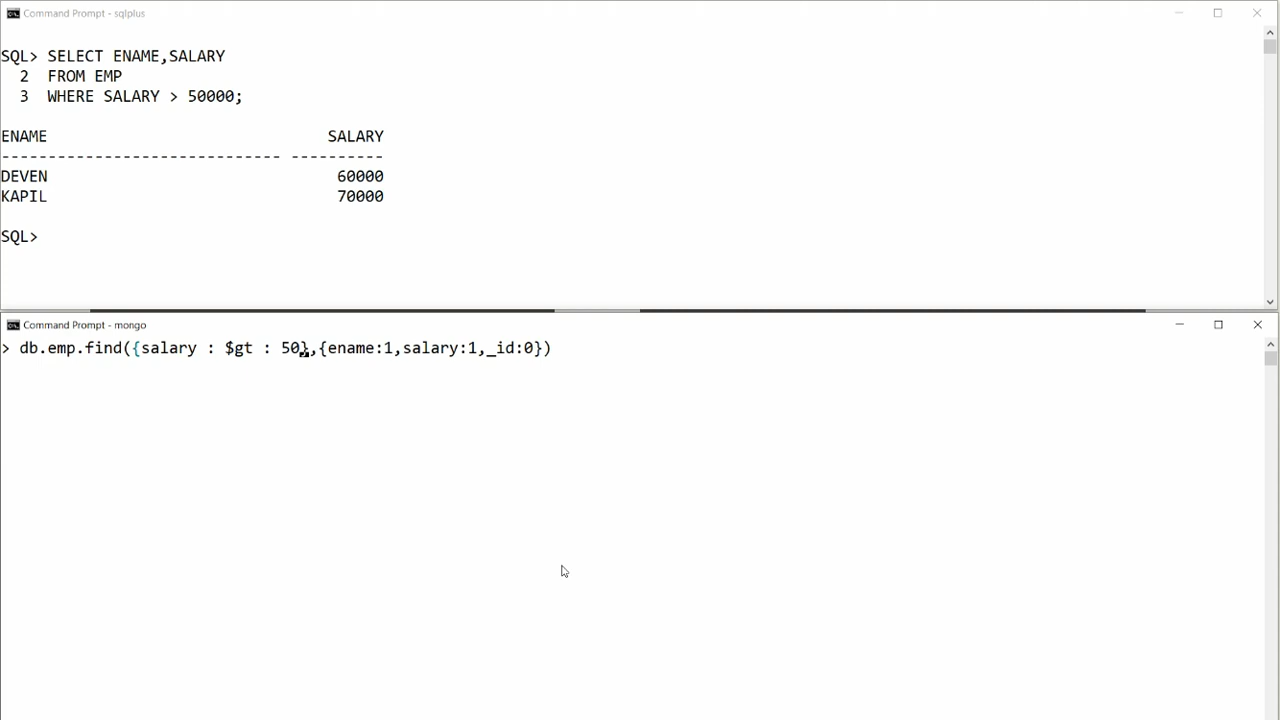 Command Prompt - sqlplus
SQL> SELECT ENAME,SALARY
2 FROM EMP
3 WHERE SALARY > 50000;
ENAME SALARY
------------------------------ ----------
DEVEN 60000
KAPIL 70000
SQL>
Command Prompt - mongo
> db.emp.find({salary : $gt : 50},{ename:1,salary:1,_id:0})